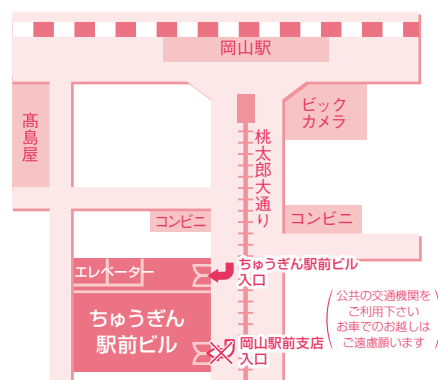 岡山駅
髙島屋
ビック
カメラ
桃太郎大通り
コンビニ
コンビニ
エレベーター
ちゅうぎん駅前ビル
入口
ちゅうぎん
駅前ビル
岡山駅前支店
入口
公共の交通機関を
ご利用下さい
お車でのお越しは
ご遠慮願います